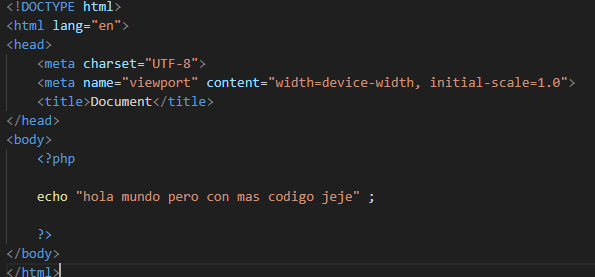 <!DOCTYPE html>
<html lang="en">
<head>
    <meta charset="UTF-8">
    <meta name="viewport" content="width=device-width, initial-scale=1.0">
    <title>Document</title>
</head>
<body>
    <?php
    echo "hola mundo pero con mas codigo jeje" ;
    ?>
</body>
</html>